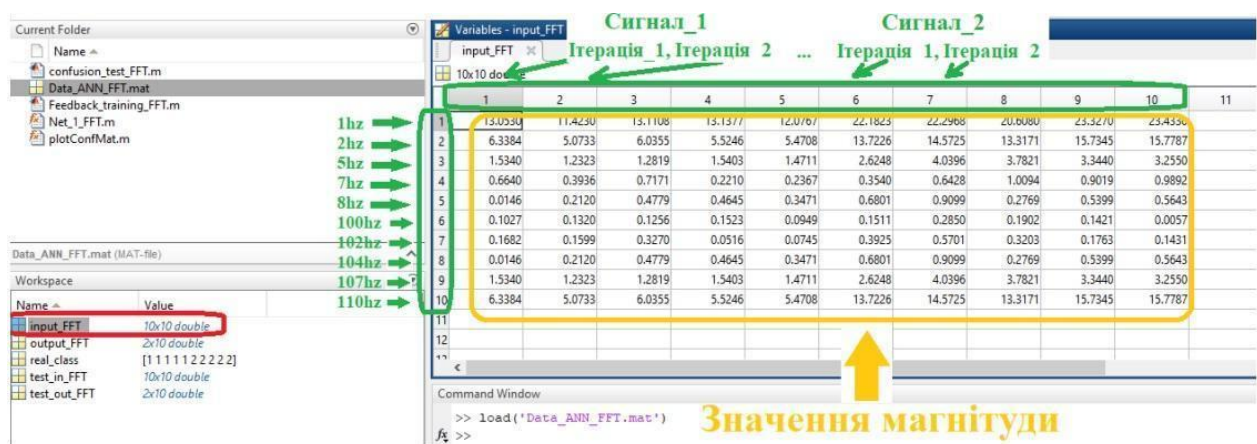 Сигнал_1 Сигнал_2
Ітерація_1, Ітерація 2 ... Ітерація 1, Ітерація 2
Current Folder
Name
confusion_test_FFT.m
Data_ANN_FFT.mat
Feedback_training_FFT.m
Net_1_FFT.m
plotConfMat.m
Data_ANN_FFT.mat (MAT-file)
Workspace
Name Value
input_FFT 10x10 double
output_FFT 2x10 double
real_class [1 1 1 1 1 2 2 2 2 2]
test_in_FFT 10x10 double
test_out_FFT 2x10 double
Variables - input_FFT
input_FFT
10x10 double
1 2 3 4 5 6 7 8 9 10 11
1hz 1 13.0530 11.4230 13.1108 13.1377 12.0767 22.1823 22.2968 20.6080 23.3270 23.4330
2hz 2 6.3384 5.0733 6.0355 5.5246 5.4708 13.7226 14.5725 13.3171 15.7345 15.7787
5hz 3 1.5340 1.2323 1.2819 1.5403 1.4711 2.6248 4.0396 3.7821 3.3440 3.2550
7hz 4 0.6640 0.3936 0.7171 0.2210 0.2367 0.3540 0.6428 1.0094 0.9019 0.9892
8hz 5 0.0146 0.2120 0.4779 0.4645 0.3471 0.6801 0.9099 0.2769 0.5399 0.5643
100hz 6 0.1027 0.1320 0.1256 0.1523 0.0949 0.1511 0.2850 0.1902 0.1421 0.0057
102hz 7 0.1682 0.1599 0.3270 0.0516 0.0745 0.3925 0.5701 0.3203 0.1763 0.1431
104hz 8 0.0146 0.2120 0.4779 0.4645 0.3471 0.6801 0.9099 0.2769 0.5399 0.5643
107hz 9 1.5340 1.2323 1.2819 1.5403 1.4711 2.6248 4.0396 3.7821 3.3440 3.2550
110hz 10 6.3384 5.0733 6.0355 5.5246 5.4708 13.7226 14.5725 13.3171 15.7345 15.7787
11
12
Command Window
>> load('Data_ANN_FFT.mat')
fx >>
Значення магнітуди